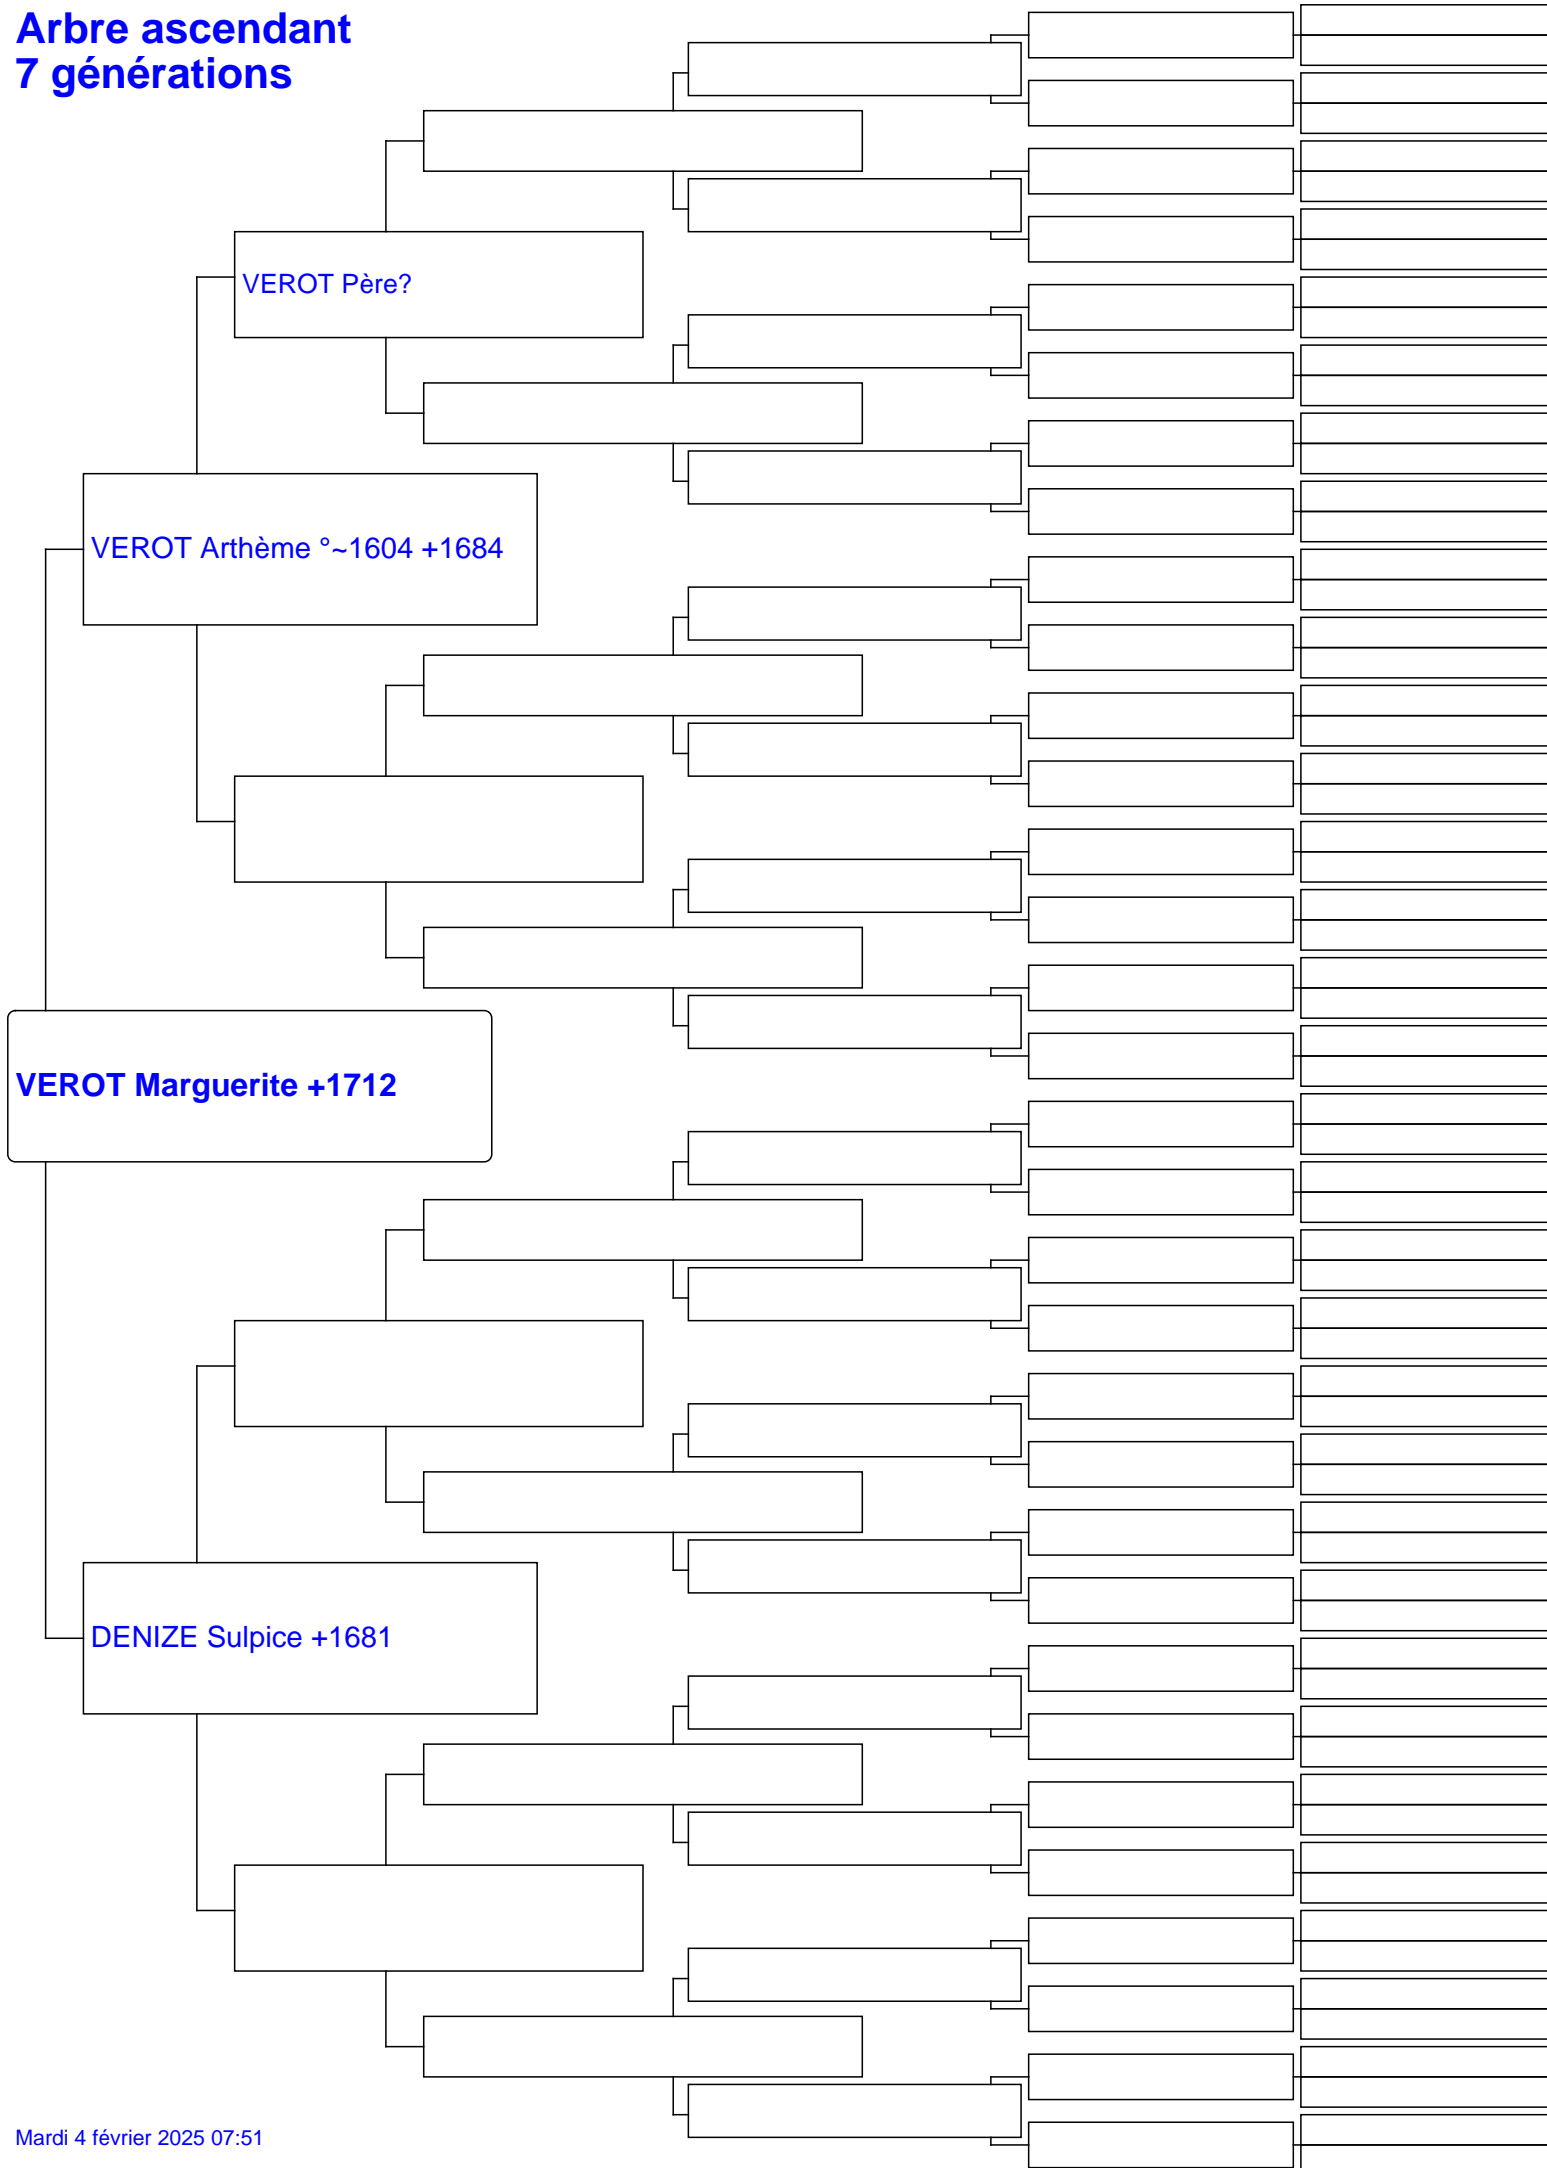 Arbre ascendant
7 générations
VEROT Père?
VEROT Arthème °~1604 +1684
VEROT Marguerite +1712
DENIZE Sulpice +1681
Mardi 4 février 2025 07:51